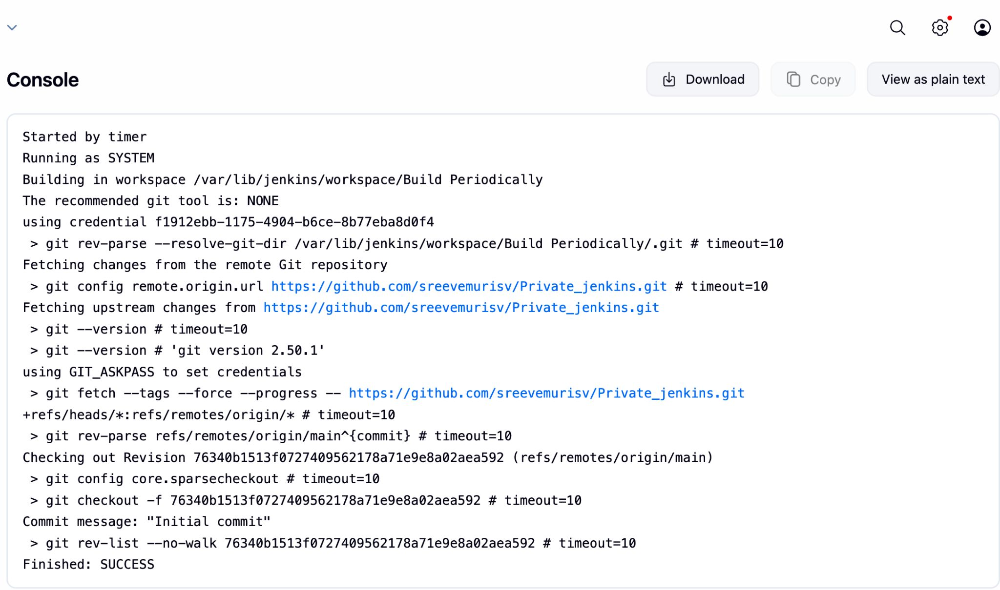 Console
Download
Copy
View as plain text
Started by timer
Running as SYSTEM
Building in workspace /var/lib/jenkins/workspace/Build Periodically
The recommended git tool is: NONE
using credential f1912ebb-1175-4904-b6ce-8b77eba8d0f4
 > git rev-parse --resolve-git-dir /var/lib/jenkins/workspace/Build Periodically/.git # timeout=10
Fetching changes from the remote Git repository
 > git config remote.origin.url https://github.com/sreevemurisv/Private_jenkins.git # timeout=10
Fetching upstream changes from https://github.com/sreevemurisv/Private_jenkins.git
 > git --version # timeout=10
 > git --version # 'git version 2.50.1'
using GIT_ASKPASS to set credentials
 > git fetch --tags --force --progress -- https://github.com/sreevemurisv/Private_jenkins.git
+refs/heads/*:refs/remotes/origin/* # timeout=10
 > git rev-parse refs/remotes/origin/main^{commit} # timeout=10
Checking out Revision 76340b1513f0727409562178a71e9e8a02aea592 (refs/remotes/origin/main)
 > git config core.sparsecheckout # timeout=10
 > git checkout -f 76340b1513f0727409562178a71e9e8a02aea592 # timeout=10
Commit message: "Initial commit"
 > git rev-list --no-walk 76340b1513f0727409562178a71e9e8a02aea592 # timeout=10
Finished: SUCCESS